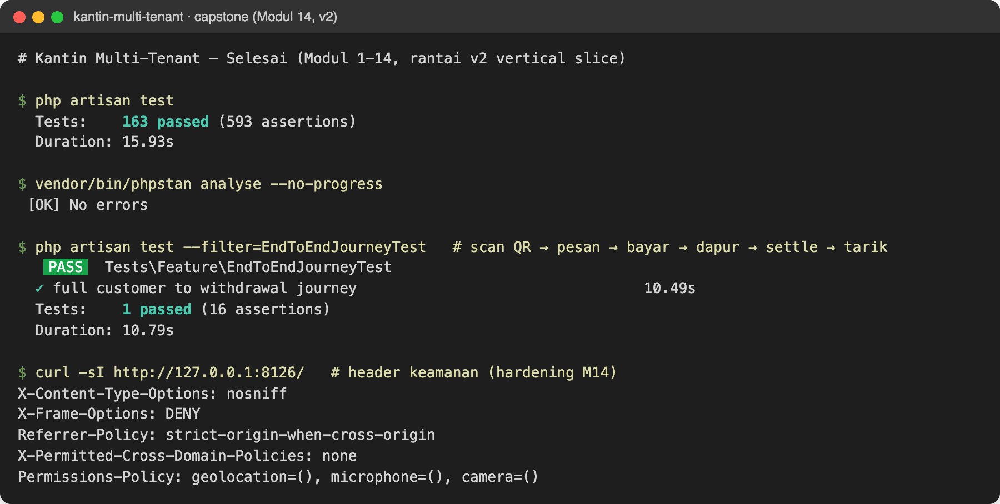 kantin-multi-tenant · capstone (Modul 14, v2)
# Kantin Multi-Tenant — Selesai (Modul 1–14, rantai v2 vertical slice)
$ php artisan test
Tests:    163 passed (593 assertions)
Duration: 15.93s
$ vendor/bin/phpstan analyse --no-progress
[OK] No errors
$ php artisan test --filter=EndToEndJourneyTest   # scan QR → pesan → bayar → dapur → settle → tarik
PASS  Tests\Feature\EndToEndJourneyTest
✓ full customer to withdrawal journey                                 10.49s
Tests:    1 passed (16 assertions)
Duration: 10.79s
$ curl -sI http://127.0.0.1:8126/   # header keamanan (hardening M14)
X-Content-Type-Options: nosniff
X-Frame-Options: DENY
Referrer-Policy: strict-origin-when-cross-origin
X-Permitted-Cross-Domain-Policies: none
Permissions-Policy: geolocation=(), microphone=(), camera=()